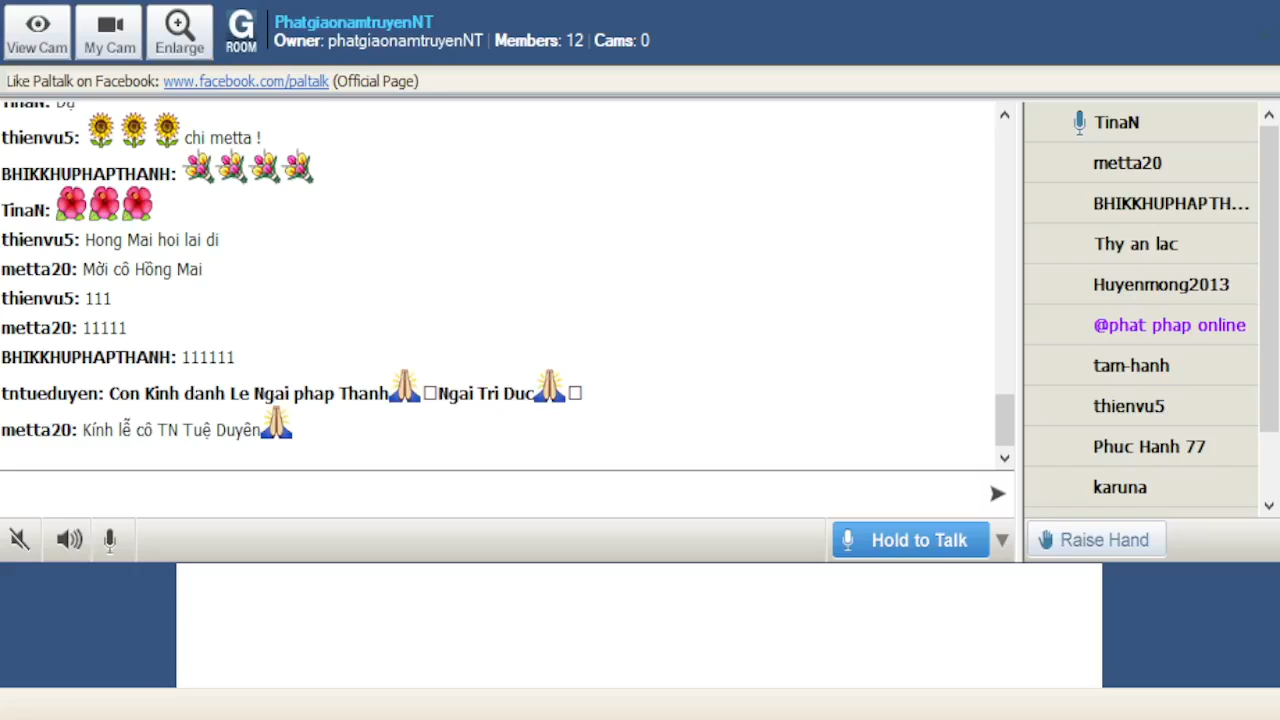 View Cam
My Cam
Enlarge
G
ROOM
PhatgiaonamtruyenNT
Owner: phatgiaonamtruyenNT | Members: 12 | Cams: 0
Like Paltalk on Facebook: www.facebook.com/paltalk (Official Page)
TinaN: Dạ
thienvu5: chi metta !
BHIKKHUPHAPTHANH:
TinaN:
thienvu5: Hong Mai hoi lai di
metta20: Mời cô Hồng Mai
thienvu5: 111
metta20: 11111
BHIKKHUPHAPTHANH: 111111
tntueduyen: Con Kinh danh Le Ngai phap Thanh Ngai Tri Duc
metta20: Kính lễ cô TN Tuệ Duyên
Hold to Talk
TinaN
metta20
BHIKKHUPHAPTH...
Thy an lac
Huyenmong2013
@phat phap online
tam-hanh
thienvu5
Phuc Hanh 77
karuna
Raise Hand